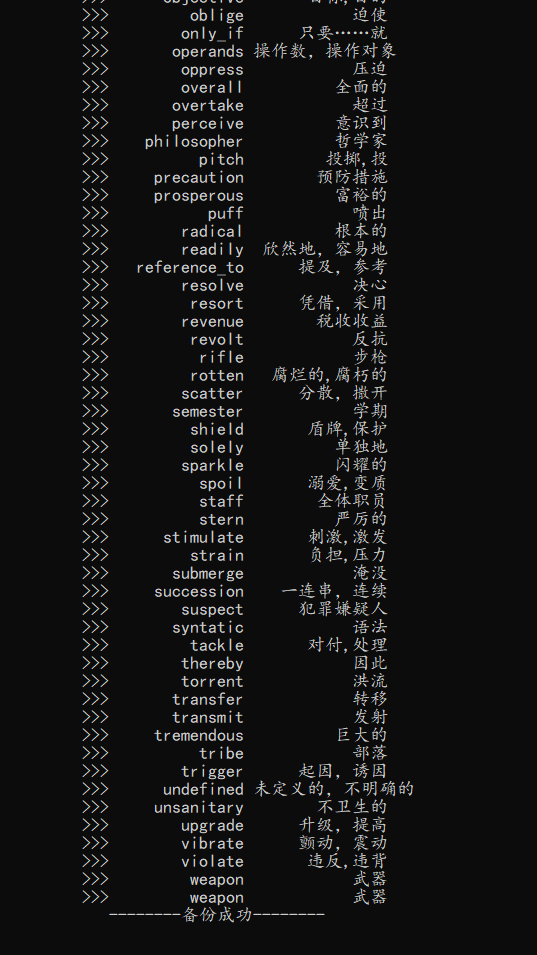 >>> objective 目标,目的
>>> oblige 迫使
>>> only_if 只要……就
>>> operands 操作数, 操作对象
>>> oppress 压迫
>>> overall 全面的
>>> overtake 超过
>>> perceive 意识到
>>> philosopher 哲学家
>>> pitch 投掷,投
>>> precaution 预防措施
>>> prosperous 富裕的
>>> puff 喷出
>>> radical 根本的
>>> readily 欣然地, 容易地
>>> reference_to 提及, 参考
>>> resolve 决心
>>> resort 凭借, 采用
>>> revenue 税收收益
>>> revolt 反抗
>>> rifle 步枪
>>> rotten 腐烂的,腐朽的
>>> scatter 分散, 撒开
>>> semester 学期
>>> shield 盾牌,保护
>>> solely 单独地
>>> sparkle 闪耀的
>>> spoil 溺爱,变质
>>> staff 全体职员
>>> stern 严厉的
>>> stimulate 刺激,激发
>>> strain 负担,压力
>>> submerge 淹没
>>> succession 一连串, 连续
>>> suspect 犯罪嫌疑人
>>> syntatic 语法
>>> tackle 对付,处理
>>> thereby 因此
>>> torrent 洪流
>>> transfer 转移
>>> transmit 发射
>>> tremendous 巨大的
>>> tribe 部落
>>> trigger 起因, 诱因
>>> undefined 未定义的, 不明确的
>>> unsanitary 不卫生的
>>> upgrade 升级, 提高
>>> vibrate 颤动, 震动
>>> violate 违反,违背
>>> weapon 武器
>>> weapon 武器
--------备份成功--------